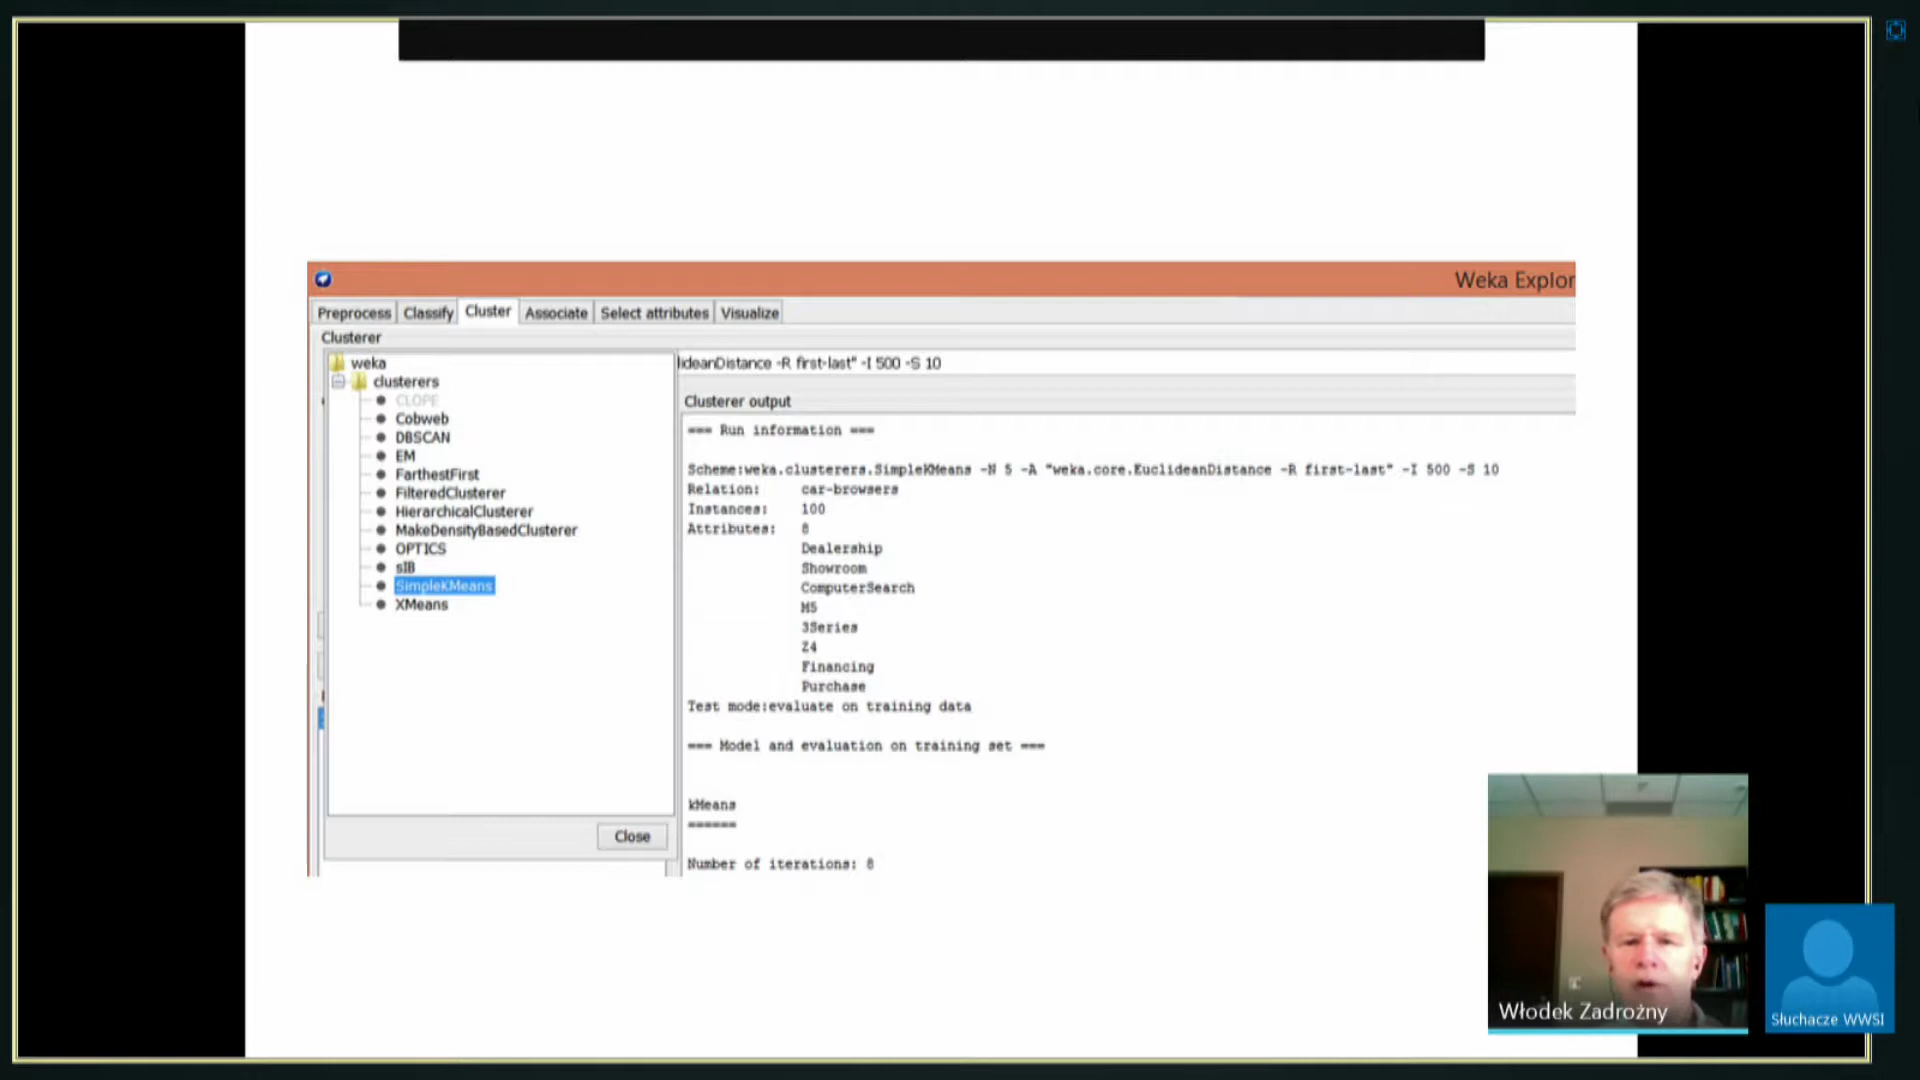 Weka Explor
Preprocess Classify Cluster Associate Select attributes Visualize
Clusterer
weka
clusterers
CLOPE
Cobweb
DBSCAN
EM
FarthestFirst
FilteredClusterer
HierarchicalClusterer
MakeDensityBasedClusterer
OPTICS
sIB
SimpleKMeans
XMeans
Close
lideanDistance -R first-last" -I 500 -S 10
Clusterer output
=== Run information ===
Scheme:weka.clusterers.SimpleKMeans -N 5 -A "weka.core.EuclideanDistance -R first-last" -I 500 -S 10
Relation: car-browsers
Instances: 100
Attributes: 8
Dealership
Showroom
ComputerSearch
M5
3Series
Z4
Financing
Purchase
Test mode:evaluate on training data
=== Model and evaluation on training set ===
kMeans
======
Number of iterations: 8
Włodek Zadrożny
Słuchacze WWSI